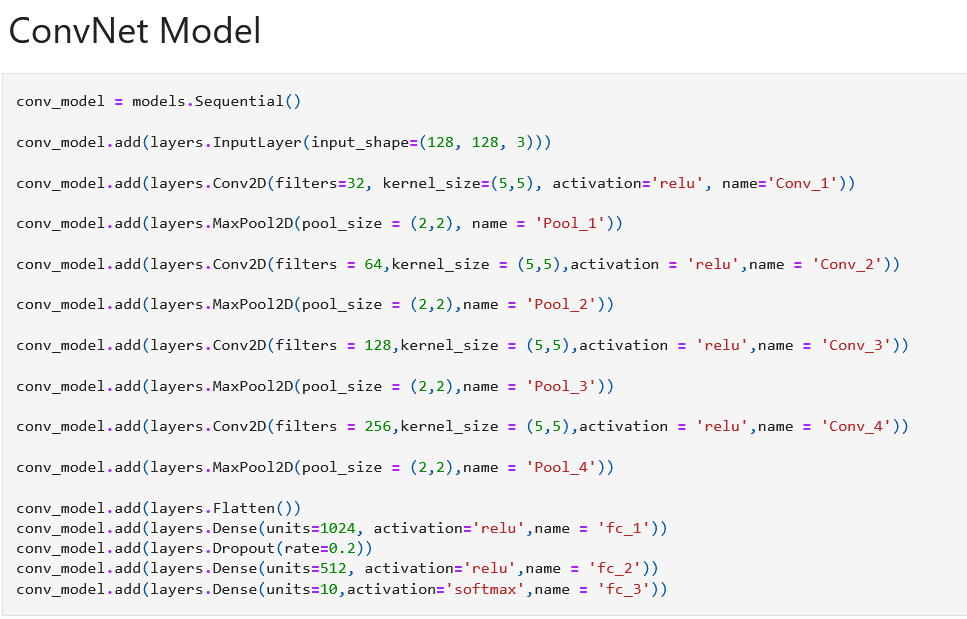 ConvNet Model
conv_model = models.Sequential()
conv_model.add(layers.InputLayer(input_shape=(128, 128, 3)))
conv_model.add(layers.Conv2D(filters=32, kernel_size=(5,5), activation='relu', name='Conv_1'))
conv_model.add(layers.MaxPool2D(pool_size = (2,2), name = 'Pool_1'))
conv_model.add(layers.Conv2D(filters = 64,kernel_size = (5,5),activation = 'relu',name = 'Conv_2'))
conv_model.add(layers.MaxPool2D(pool_size = (2,2),name = 'Pool_2'))
conv_model.add(layers.Conv2D(filters = 128,kernel_size = (5,5),activation = 'relu',name = 'Conv_3'))
conv_model.add(layers.MaxPool2D(pool_size = (2,2),name = 'Pool_3'))
conv_model.add(layers.Conv2D(filters = 256,kernel_size = (5,5),activation = 'relu',name = 'Conv_4'))
conv_model.add(layers.MaxPool2D(pool_size = (2,2),name = 'Pool_4'))
conv_model.add(layers.Flatten())
conv_model.add(layers.Dense(units=1024, activation='relu',name = 'fc_1'))
conv_model.add(layers.Dropout(rate=0.2))
conv_model.add(layers.Dense(units=512, activation='relu',name = 'fc_2'))
conv_model.add(layers.Dense(units=10,activation='softmax',name = 'fc_3'))